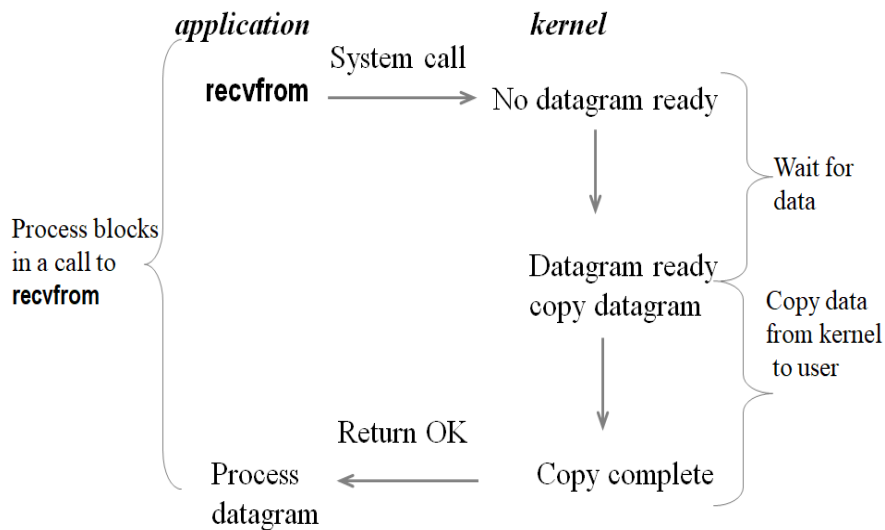 application
kernel
System call
recvfrom
No datagram ready
Wait for
data
Process blocks
in a call to
recvfrom
Datagram ready
copy datagram
Copy data
from kernel
to user
Return OK
Process
datagram
Copy complete